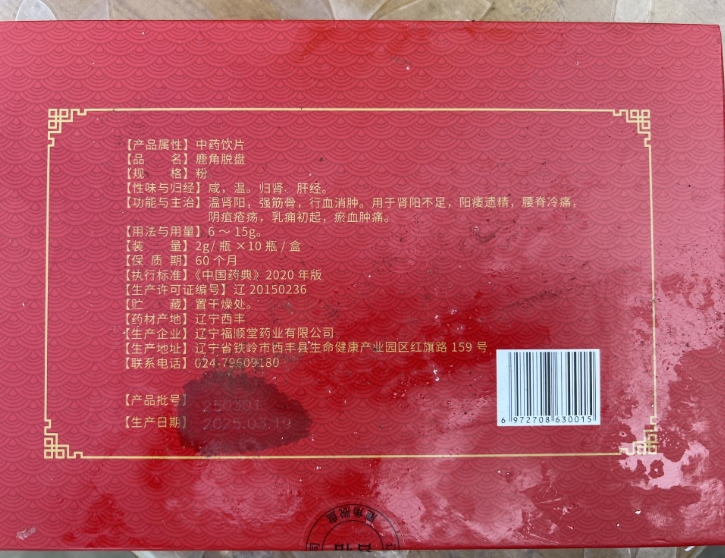 【产品属性】中药饮片
【品　　名】鹿角脱盘
【规　　格】粉
【性味与归经】咸，温。归肾、肝经。
【功能与主治】温肾阳，强筋骨，行血消肿。用于肾阳不足，阳痿遗精，腰脊冷痛，
阴疽疮疡，乳痈初起，瘀血肿痛。
【用法与用量】6～15g。
【装　　量】2g/瓶×10瓶/盒
【保 质 期】60个月
【执行标准】《中国药典》2020年版
【生产许可证编号】辽20150236
【贮　　藏】置干燥处。
【药材产地】辽宁西丰
【生产企业】辽宁福顺堂药业有限公司
【生产地址】辽宁省铁岭市西丰县生命健康产业园区红旗路159号
【联系电话】024-79609180
【产品批号】
【生产日期】2025.03.19
6 972708 630015
鹿角脱盘